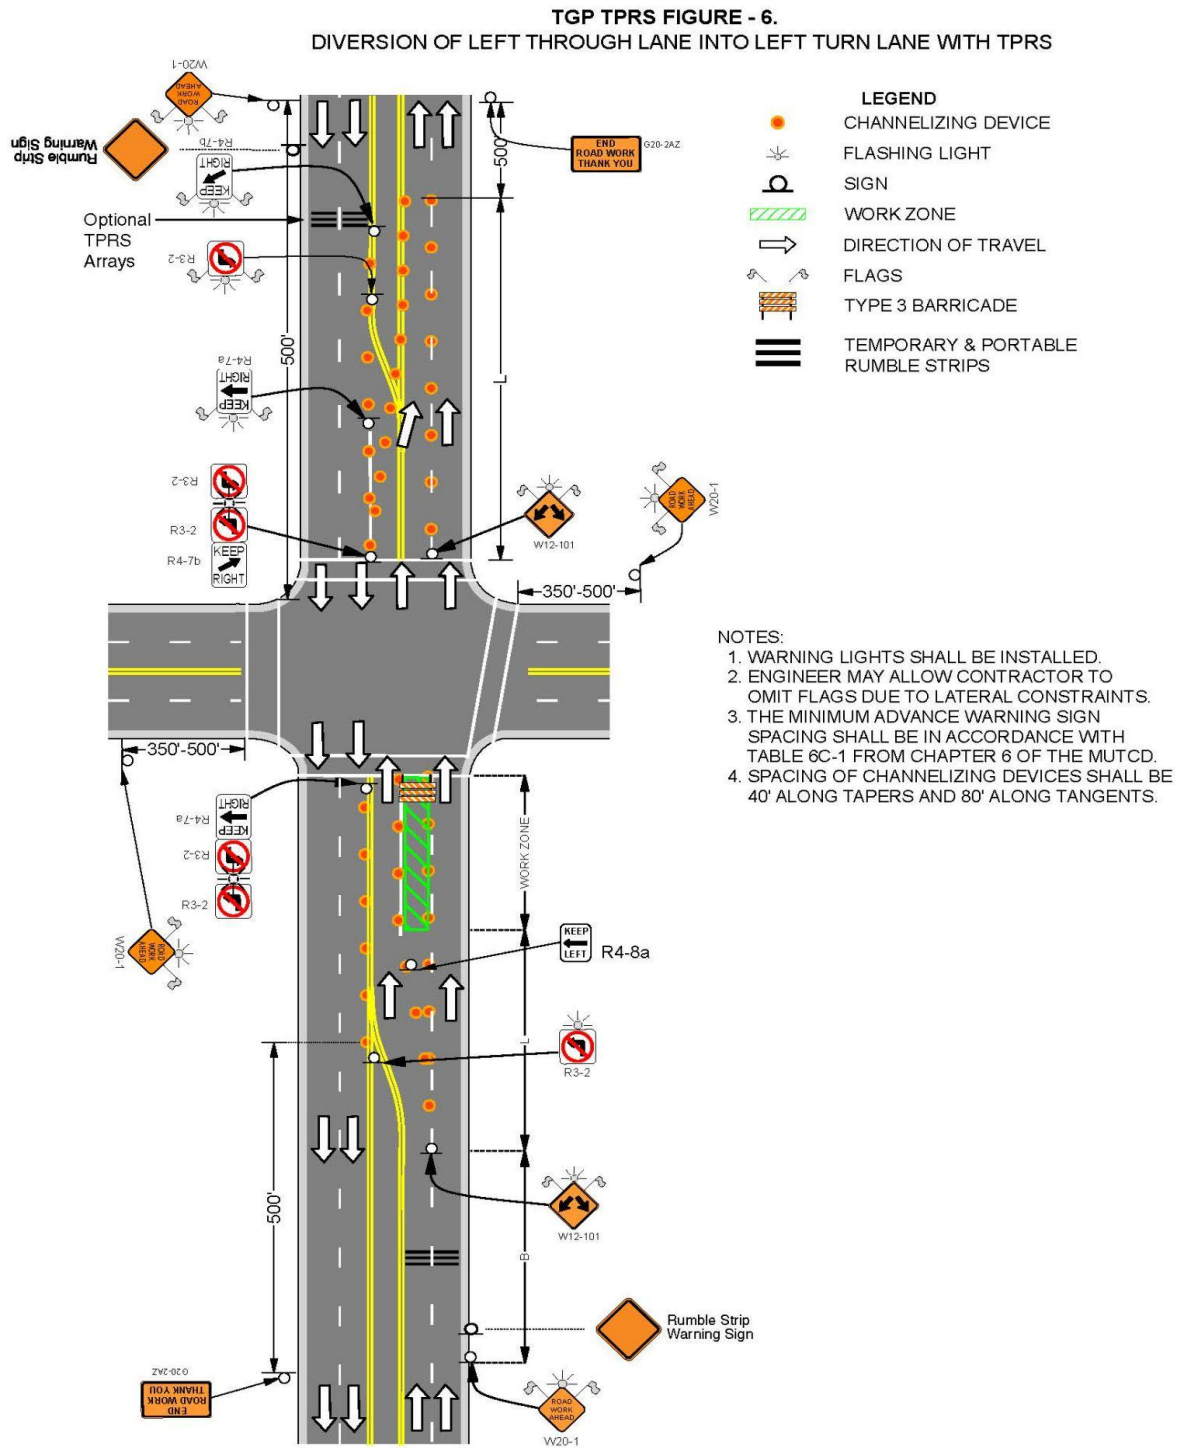 TGP TPRS FIGURE - 6.
DIVERSION OF LEFT THROUGH LANE INTO LEFT TURN LANE WITH TPRS
W20-1
ROAD
WORK
AHEAD
Rumble Strip
Warning Sign
R4-7b
KEEP
RIGHT
Optional
TPRS
Arrays
R3-2
500'
R4-7a
KEEP
RIGHT
R3-2
R3-2
R4-7b
KEEP
RIGHT
500'
END
ROAD WORK
THANK YOU
G20-2AZ
L
W12-101
ROAD
WORK
AHEAD
W20-1
350'-500'
LEGEND
CHANNELIZING DEVICE
FLASHING LIGHT
SIGN
WORK ZONE
DIRECTION OF TRAVEL
FLAGS
TYPE 3 BARRICADE
TEMPORARY & PORTABLE
RUMBLE STRIPS
NOTES:
1. WARNING LIGHTS SHALL BE INSTALLED.
2. ENGINEER MAY ALLOW CONTRACTOR TO
OMIT FLAGS DUE TO LATERAL CONSTRAINTS.
3. THE MINIMUM ADVANCE WARNING SIGN
SPACING SHALL BE IN ACCORDANCE WITH
TABLE 6C-1 FROM CHAPTER 6 OF THE MUTCD.
4. SPACING OF CHANNELIZING DEVICES SHALL BE
40' ALONG TAPERS AND 80' ALONG TANGENTS.
350'-500'
R4-7a
KEEP
RIGHT
R3-2
R3-2
WORK ZONE
W20-1
ROAD
WORK
AHEAD
KEEP
LEFT
R4-8a
L
R3-2
500'
W12-101
B
Rumble Strip
Warning Sign
G20-2AZ
END
ROAD WORK
THANK YOU
ROAD
WORK
AHEAD
W20-1